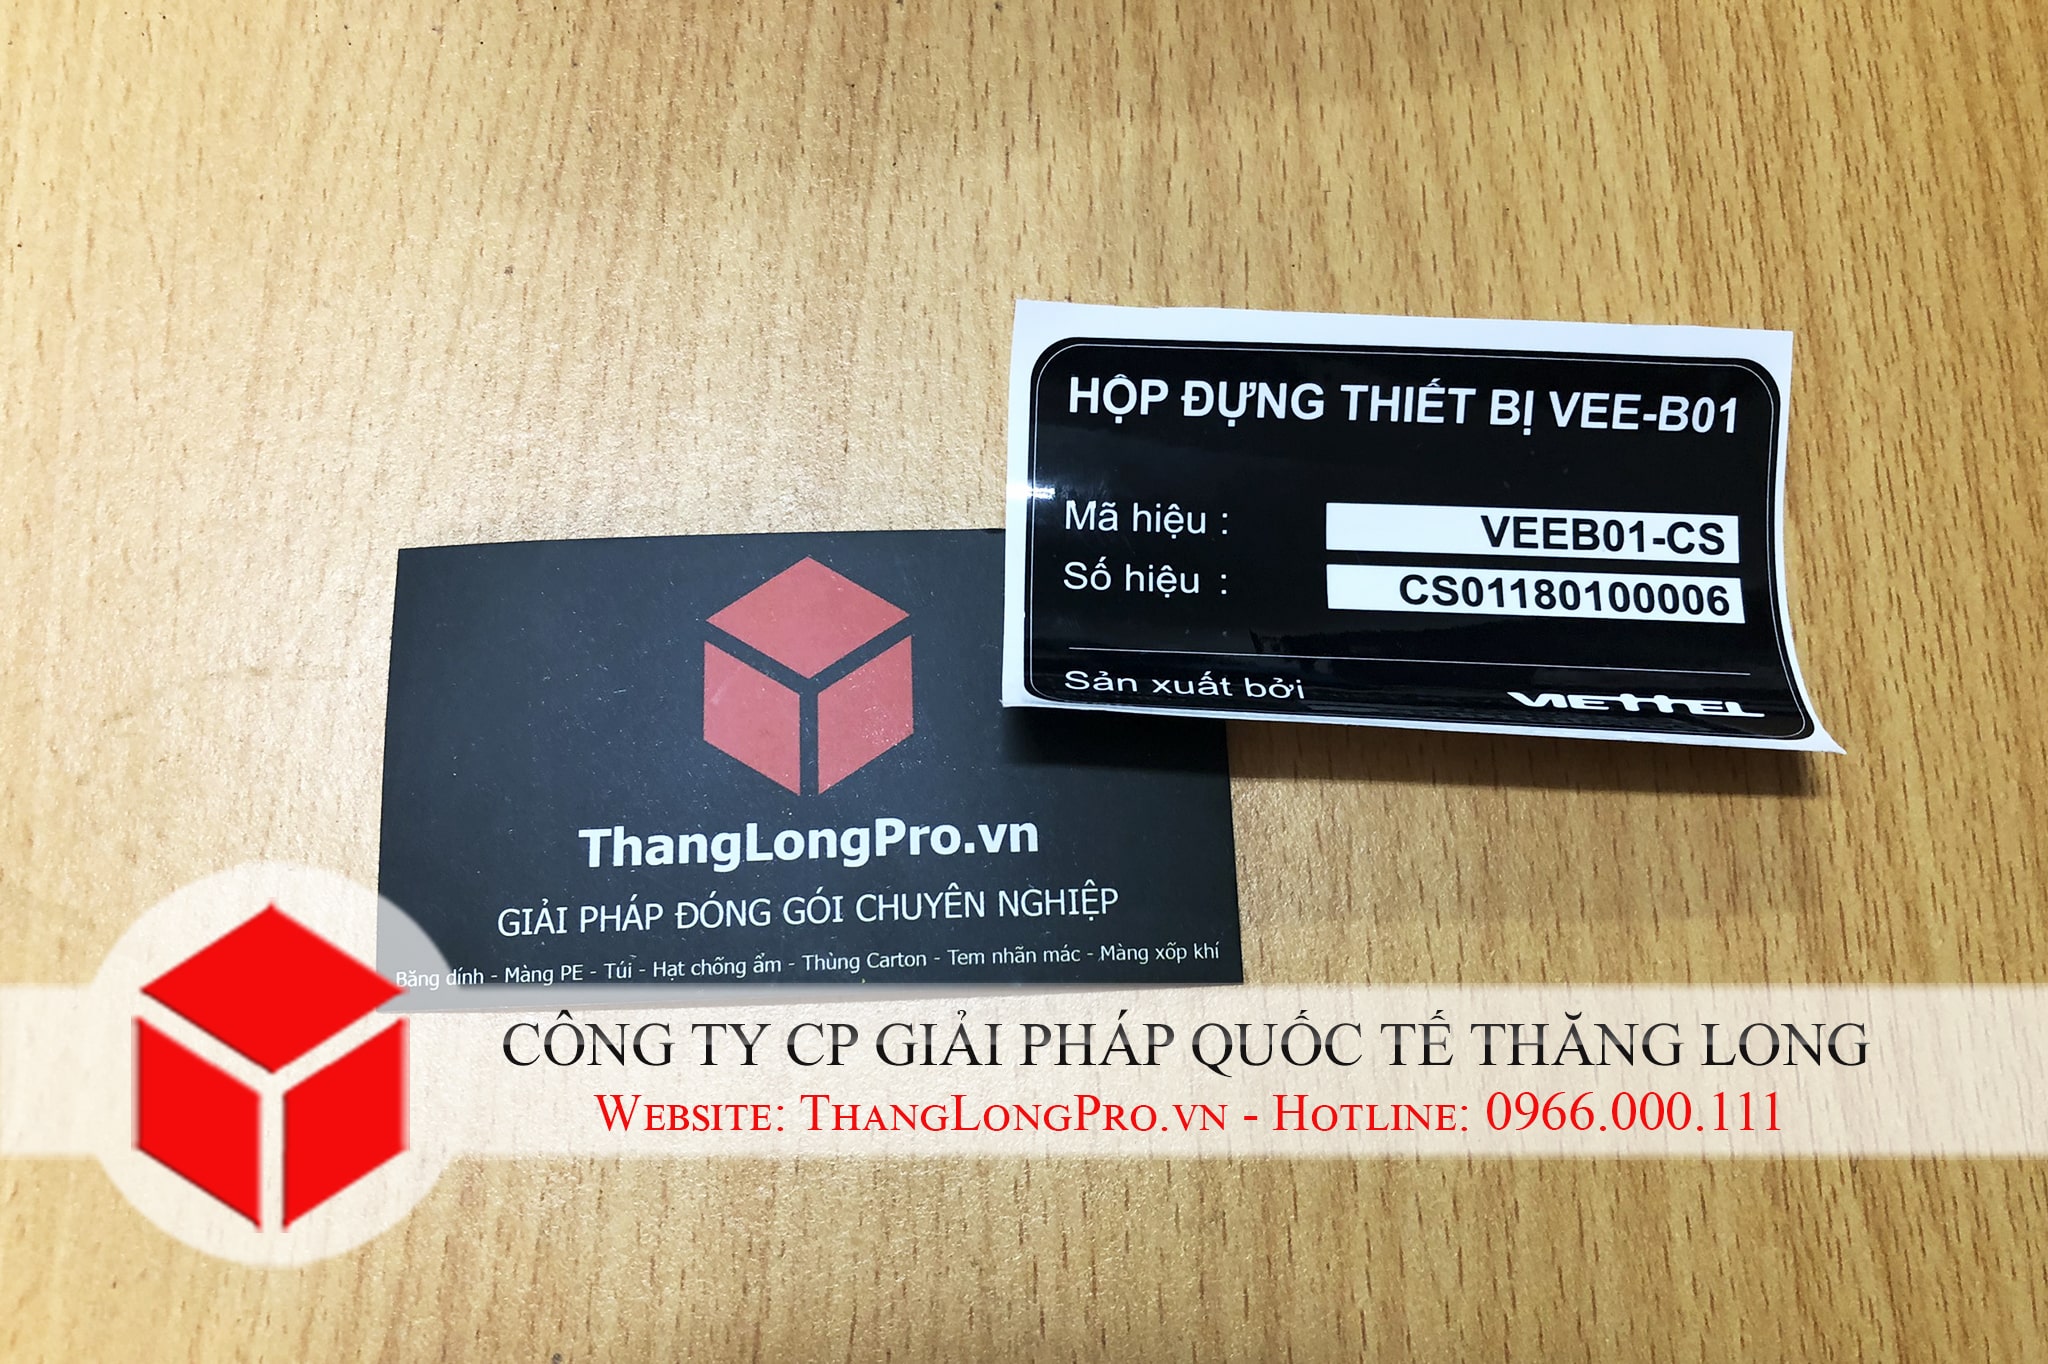 HỘP ĐỰNG THIẾT BỊ VEE-B01
Mã hiệu : VEEB01-CS
Số hiệu : CS01180100006
Sản xuất bởi VIETTEL
ThangLongPro.vn
GIẢI PHÁP ĐÓNG GÓI CHUYÊN NGHIỆP
Băng dính - Màng PE - Túi - Hạt chống ẩm - Thùng Carton - Tem nhãn mác - Màng xốp khí
CÔNG TY CP GIẢI PHÁP QUỐC TẾ THĂNG LONG
Website: ThangLongPro.vn - Hotline: 0966.000.111